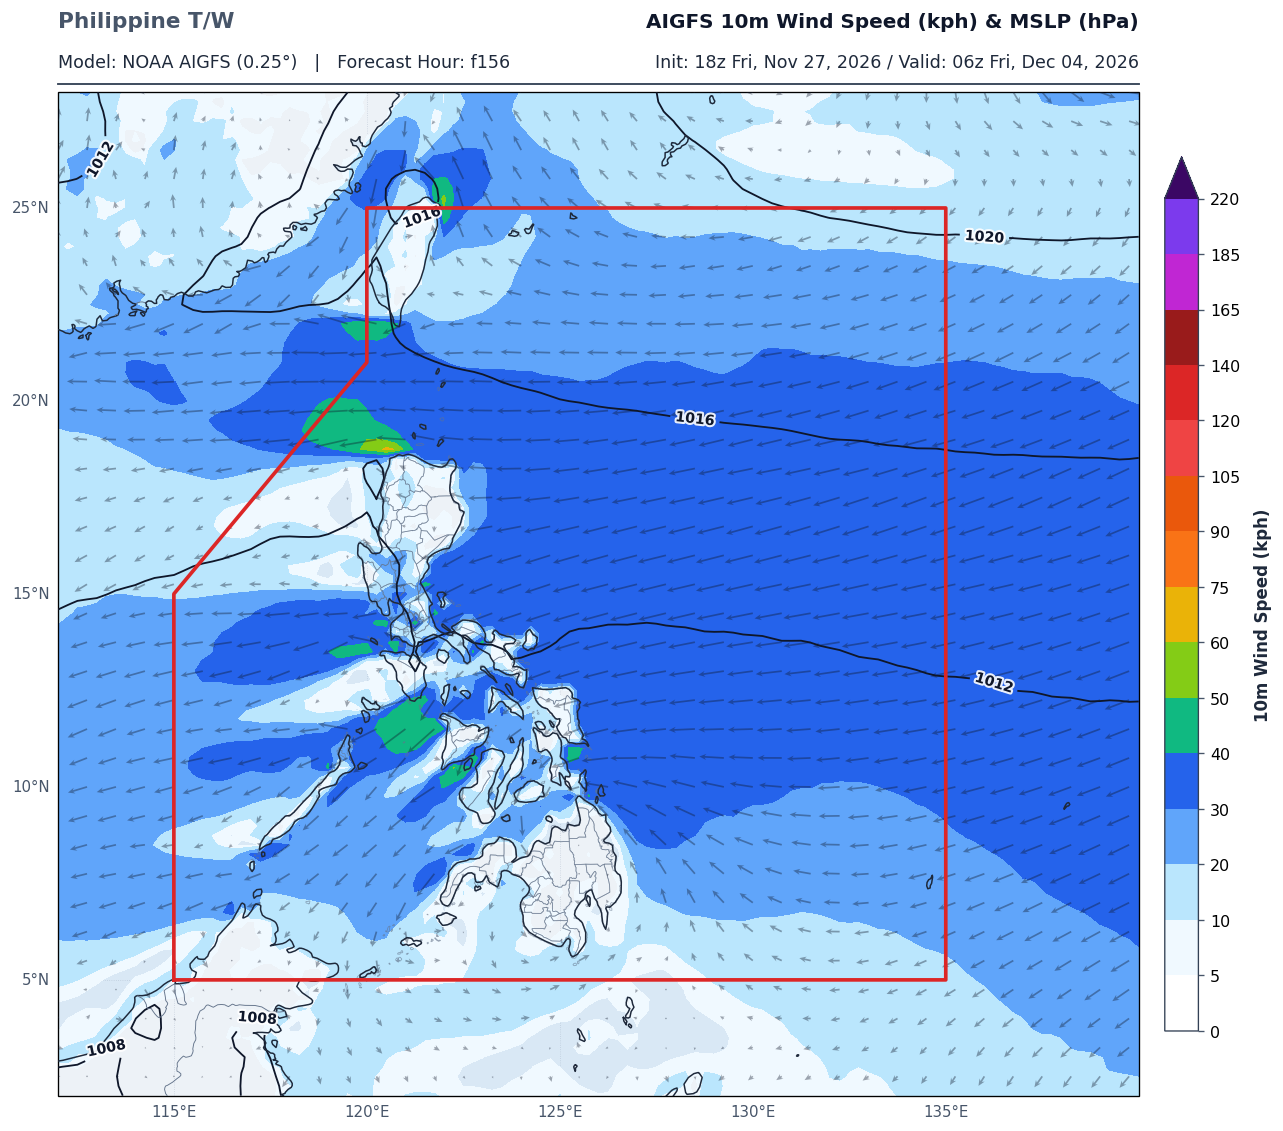 Philippine T/W
AIGFS 10m Wind Speed (kph) & MSLP (hPa)
Model: NOAA AIGFS (0.25°) | Forecast Hour: f156
Init: 18z Fri, Nov 27, 2026 / Valid: 06z Fri, Dec 04, 2026
1012
1016
1020
1016
1012
1008
1008
25°N
20°N
15°N
10°N
5°N
115°E
120°E
125°E
130°E
135°E
220
185
165
140
120
105
90
75
60
50
40
30
20
10
5
0
10m Wind Speed (kph)